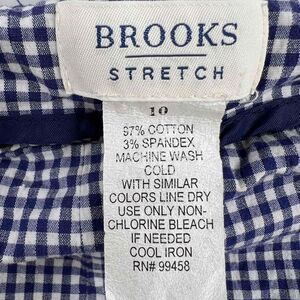 BROOKS
STRETCH
10
97% COTTON
3% SPANDEX
MACHINE WASH
COLD
WITH SIMILAR
COLORS LINE DRY
USE ONLY NON-
CHLORINE BLEACH
IF NEEDED
COOL IRON
RN# 99458